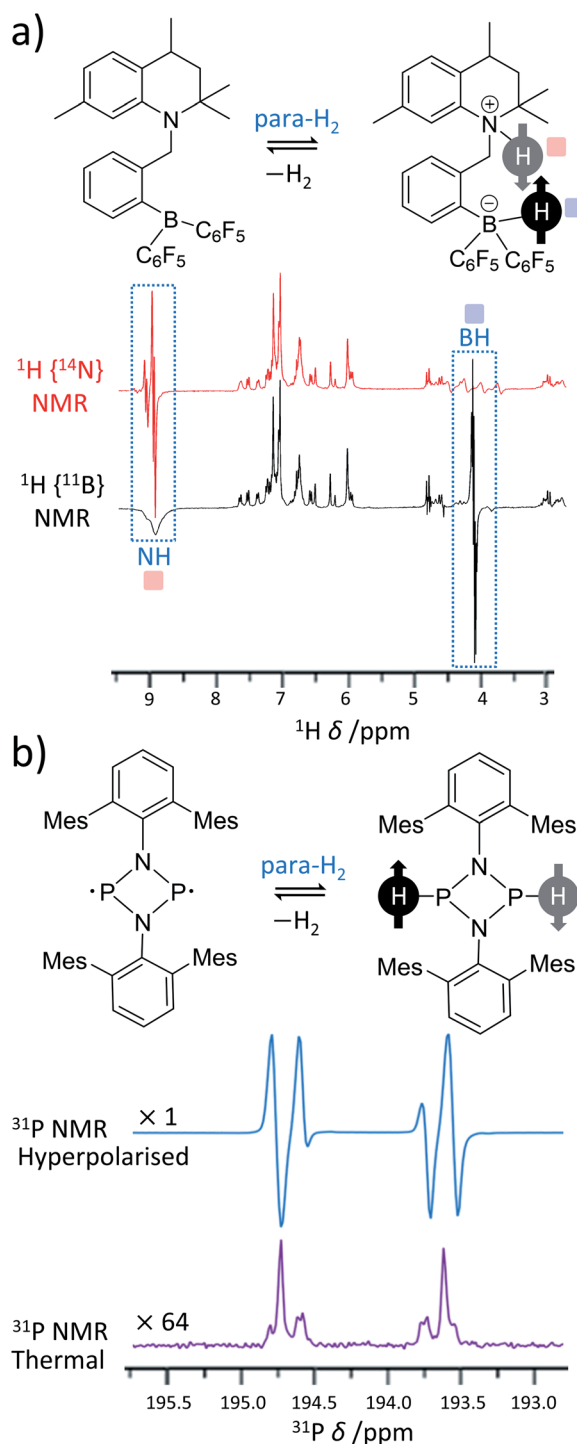 a)
para-H₂
−H₂
N
B
C₆F₅
C₆F₅
N
+
H
H
B
−
C₆F₅
C₆F₅
¹H {¹⁴N}
NMR
BH
¹H {¹¹B}
NMR
NH
9 8 7 6 5 4 3
¹H δ /ppm
b)
Mes
Mes
N
·P
P·
N
Mes
Mes
para-H₂
−H₂
Mes
Mes
N
H
P
P
H
N
Mes
Mes
³¹P NMR
Hyperpolarised
× 1
³¹P NMR
Thermal
× 64
195.5 195.0 194.5 194.0 193.5 193.0
³¹P δ /ppm